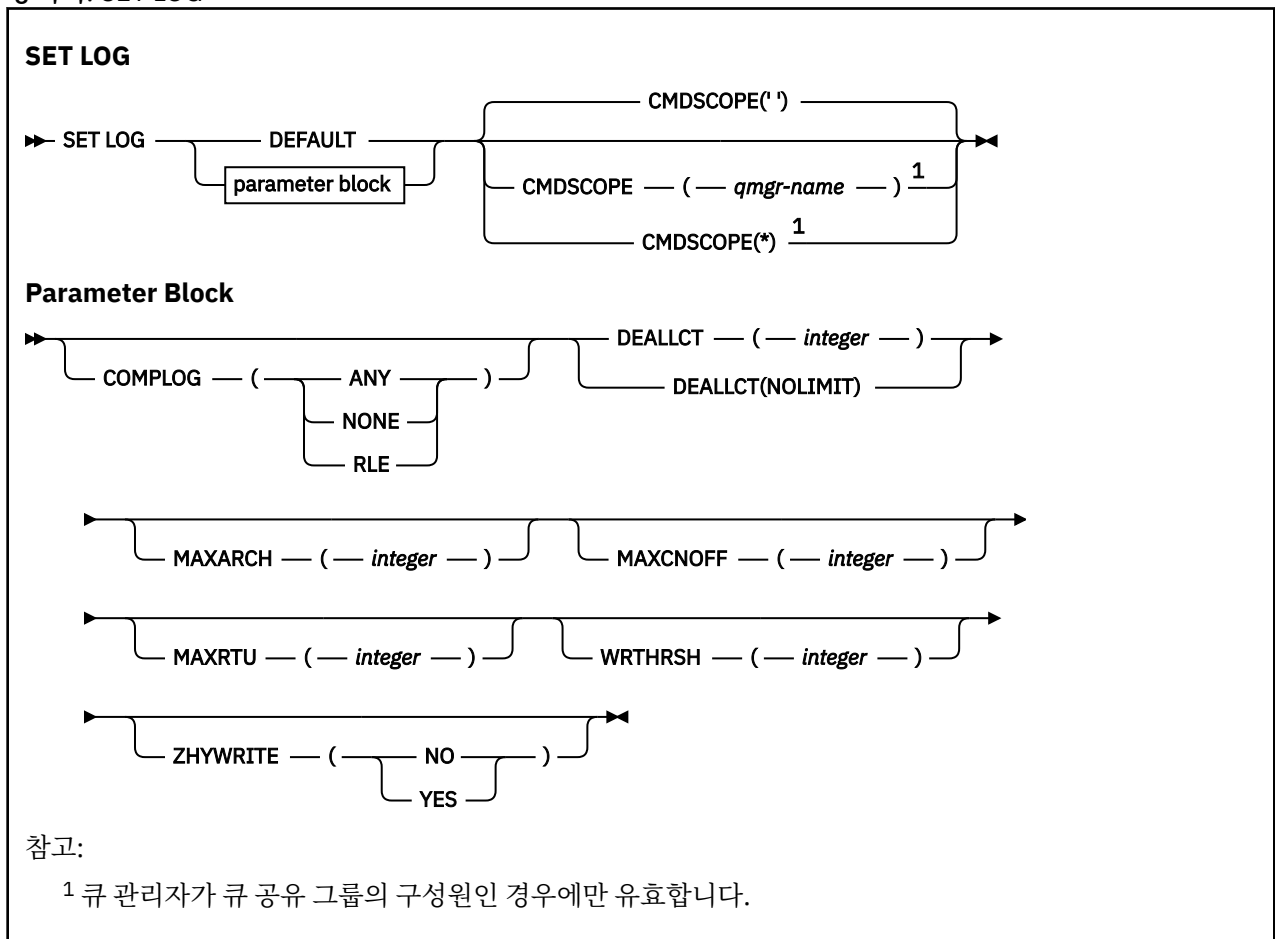 SET LOG
CMDSCOPE(' ')
SET LOG DEFAULT
parameter block
CMDSCOPE ( qmgr-name ) 1
CMDSCOPE(*) 1
Parameter Block
COMPLOG ( ANY )
NONE
RLE
DEALLCT ( integer )
DEALLCT(NOLIMIT)
MAXARCH ( integer ) MAXCNOFF ( integer )
MAXRTU ( integer ) WRTHRSH ( integer )
ZHYWRITE ( NO )
YES
참고:
1 큐 관리자가 큐 공유 그룹의 구성원인 경우에만 유효합니다.